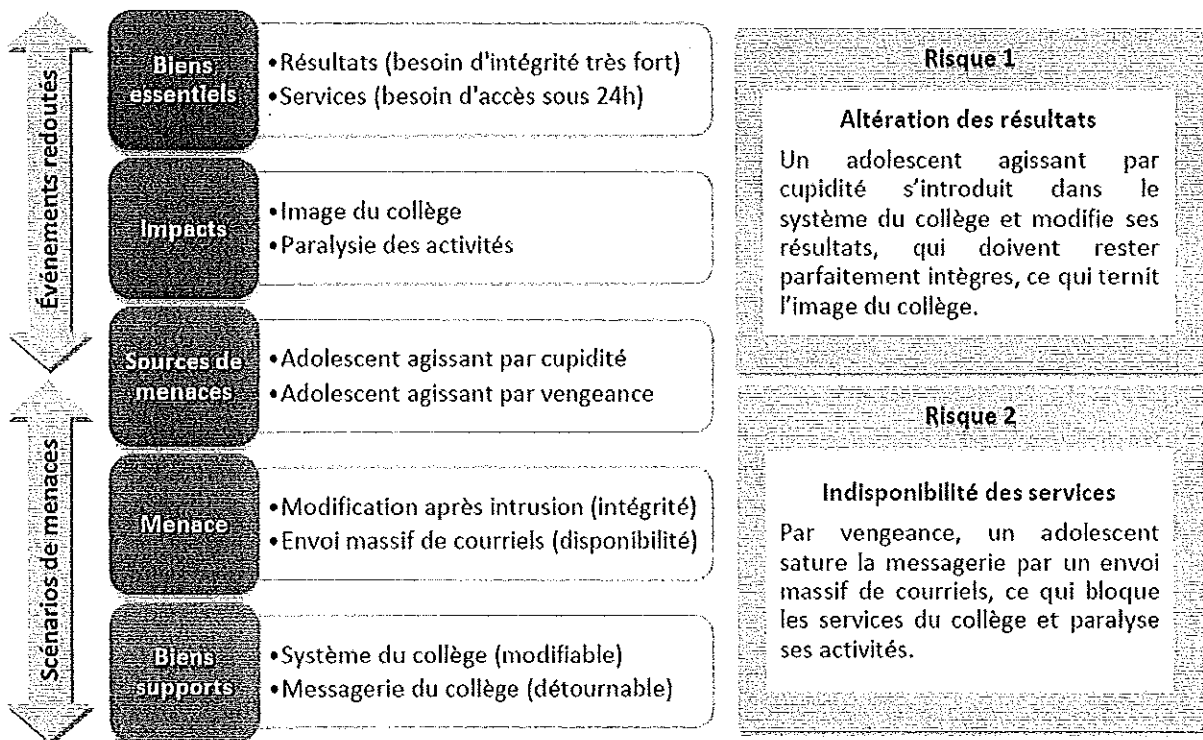 Événements redoutés
Biens
essentiels
•Résultats (besoin d'intégrité très fort)
•Services (besoin d'accès sous 24h)
Impacts
•Image du collège
•Paralysie des activités
Sources de
menaces
•Adolescent agissant par cupidité
•Adolescent agissant par vengeance
Scénarios de menaces
Menace
•Modification après intrusion (intégrité)
•Envoi massif de courriels (disponibilité)
Biens
supports
•Système du collège (modifiable)
•Messagerie du collège (détournable)
Risque 1
Altération des résultats
Un adolescent agissant par
cupidité s'introduit dans le
système du collège et modifie ses
résultats, qui doivent rester
parfaitement intègres, ce qui ternit
l'image du collège.
Risque 2
Indisponibilité des services
Par vengeance, un adolescent
sature la messagerie par un envoi
massif de courriels, ce qui bloque
les services du collège et paralyse
ses activités.